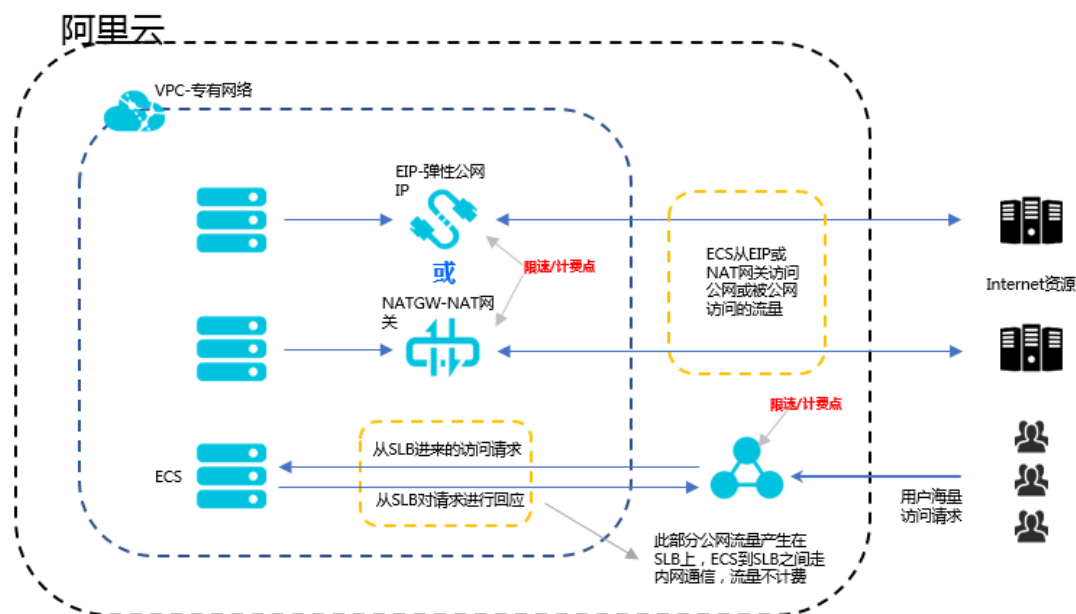 阿里云
VPC-专有网络
EIP-弹性公网
IP
或
限速/计费点
NATGW-NAT网
关
ECS从EIP或
NAT网关访问
公网或被公网
访问的流量
Internet资源
限速/计费点
从SLB进来的访问请求
ECS
从SLB对请求进行回应
用户海量
访问请求
此部分公网流量产生在
SLB上，ECS到SLB之间走
内网通信，流量不计费